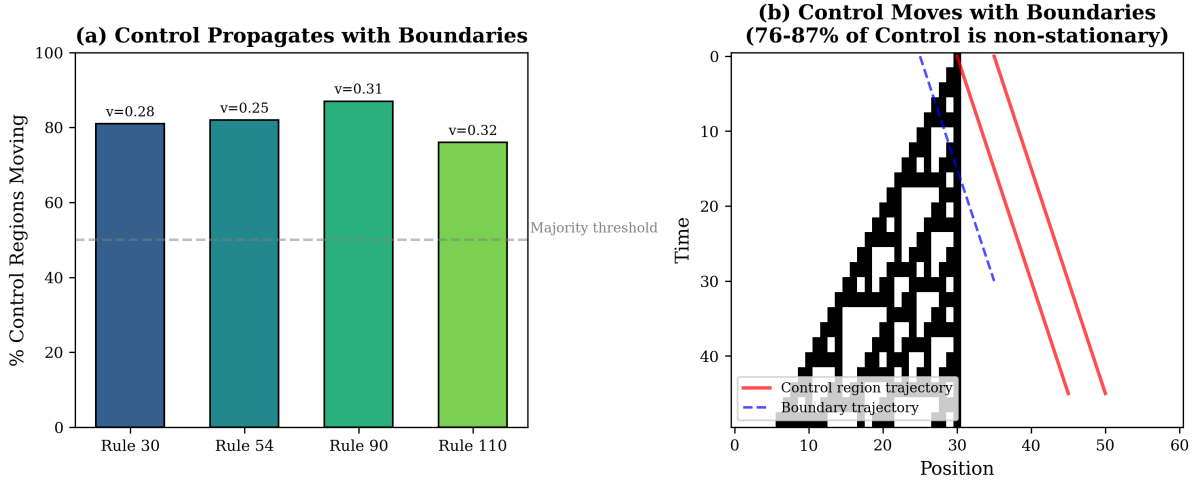 (a) Control Propagates with Boundaries
% Control Regions Moving
100
80
60
40
20
0
v=0.28
v=0.25
v=0.31
v=0.32
Majority threshold
Rule 30
Rule 54
Rule 90
Rule 110
(b) Control Moves with Boundaries
(76-87% of Control is non-stationary)
Time
0
10
20
30
40
Control region trajectory
Boundary trajectory
0
10
20
30
40
50
60
Position